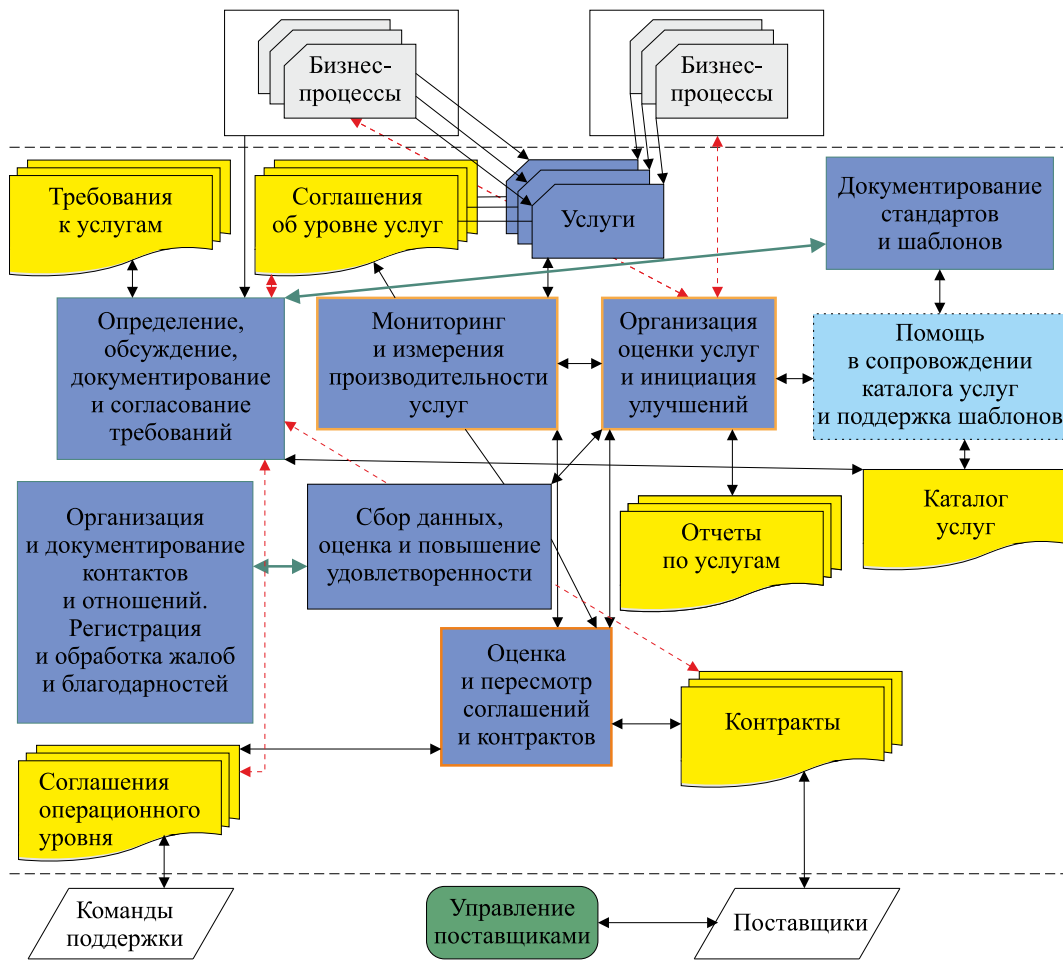 Бизнес-
процессы
Бизнес-
процессы
Требования
к услугам
Соглашения
об уровне услуг
Услуги
Документирование
стандартов
и шаблонов
Определение,
обсуждение,
документирование
и согласование
требований
Мониторинг
и измерения
производительности
услуг
Организация
оценки услуг
и инициация
улучшений
Помощь
в сопровождении
каталога услуг
и поддержка шаблонов
Организация
и документирование
контактов
и отношений.
Регистрация
и обработка жалоб
и благодарностей
Сбор данных,
оценка и повышение
удовлетворенности
Отчеты
по услугам
Каталог
услуг
Оценка
и пересмотр
соглашений
и контрактов
Контракты
Соглашения
операционного
уровня
Команды
поддержки
Управление
поставщиками
Поставщики